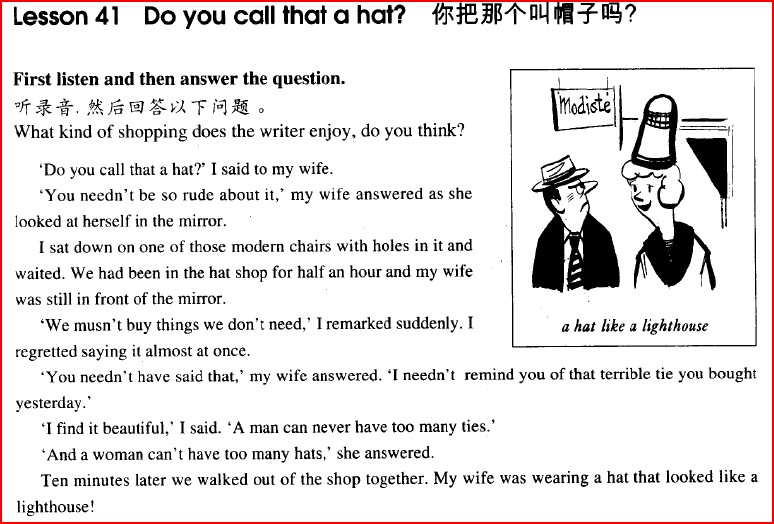 Lesson 41 Do you call that a hat? 你把那个叫帽子吗?
First listen and then answer the question.
听录音，然后回答以下问题。
What kind of shopping does the writer enjoy, do you think?
'Do you call that a hat?' I said to my wife.
'You needn't be so rude about it,' my wife answered as she
looked at herself in the mirror.
I sat down on one of those modern chairs with holes in it and
waited. We had been in the hat shop for half an hour and my wife
was still in front of the mirror.
'We musn't buy things we don't need,' I remarked suddenly. I
regretted saying it almost at once.
'You needn't have said that,' my wife answered. 'I needn't remind you of that terrible tie you bought
yesterday.'
'I find it beautiful,' I said. 'A man can never have too many ties.'
'And a woman can't have too many hats,' she answered.
Ten minutes later we walked out of the shop together. My wife was wearing a hat that looked like a
lighthouse!
Modiste
a hat like a lighthouse